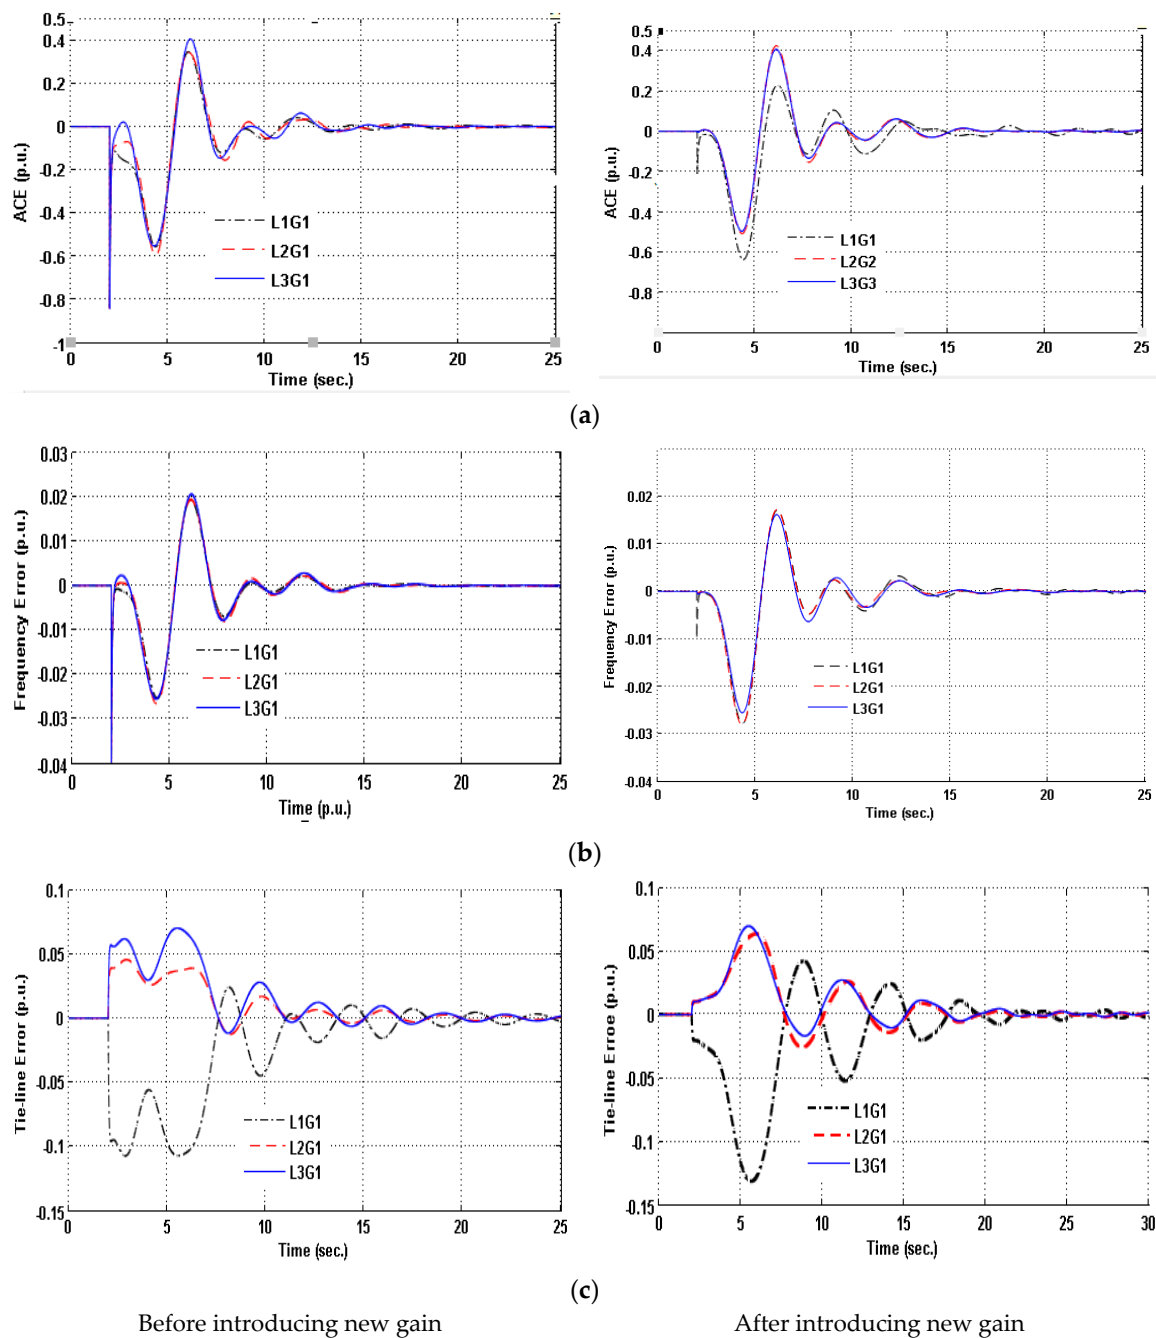 0.5
0.4
0.2
0
-0.2
-0.4
-0.6
-0.8
-1
ACE (p.u.)
L1G1
L2G1
L3G1
0 5 10 15 20 25
Time (sec.)
0.5
0.4
0.2
0
-0.2
-0.4
-0.6
-0.8
ACE (p.u.)
L1G1
L2G2
L3G3
0 5 10 15 20 25
Time (sec.)
(a)
0.03
0.02
0.01
0
-0.01
-0.02
-0.03
-0.04
Frequency Error (p.u.)
L1G1
L2G1
L3G1
0 5 10 15 20 25
Time (p.u.)
0.02
0.01
0
-0.01
-0.02
-0.03
-0.04
Frequency Error (p.u.)
L1G1
L2G1
L3G1
0 5 10 15 20 25
Time (sec.)
(b)
0.1
0.05
0
-0.05
-0.1
-0.15
Tie-line Error (p.u.)
L1G1
L2G1
L3G1
0 5 10 15 20 25
Time (sec.)
0.1
0.05
0
-0.05
-0.1
-0.15
Tie-line Erroe (p.u.)
L1G1
L2G1
L3G1
0 5 10 15 20 25 30
Time (sec.)
(c)
Before introducing new gain
After introducing new gain